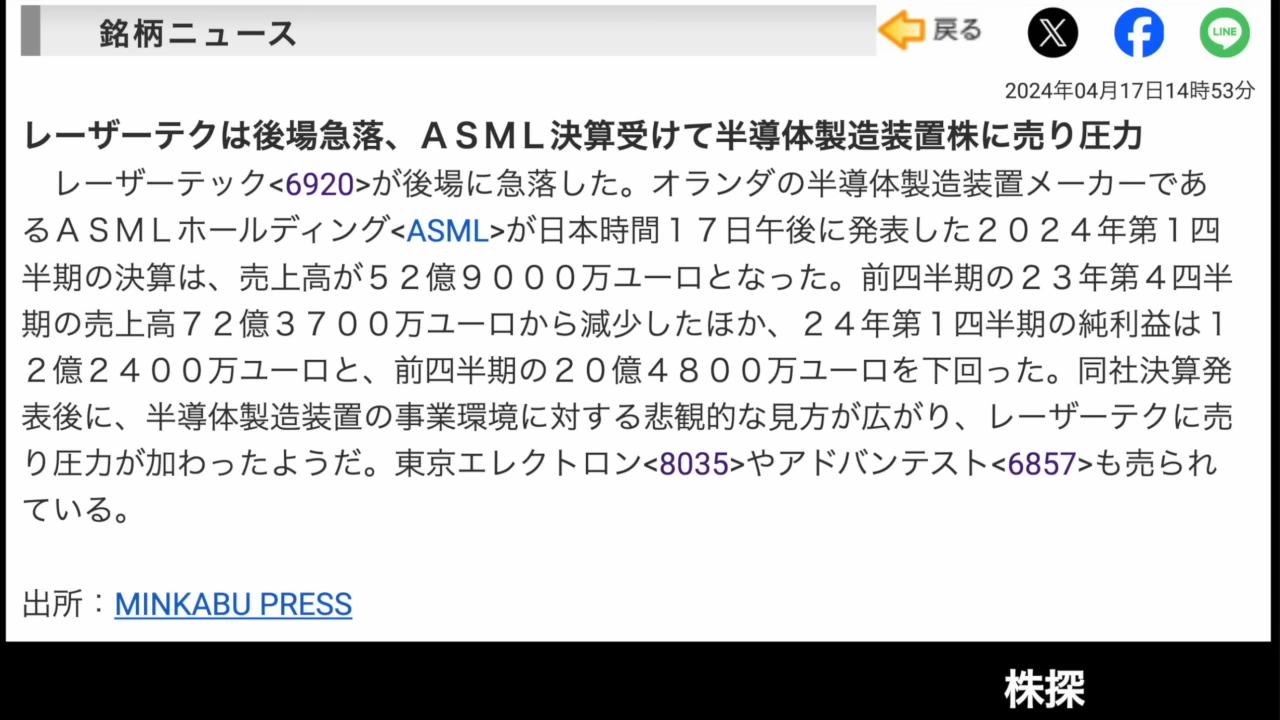 銘柄ニュース
戻る
LINE
2024年04月17日14時53分
レーザーテクは後場急落、ＡＳＭＬ決算受けて半導体製造装置株に売り圧力
　レーザーテック<6920>が後場に急落した。オランダの半導体製造装置メーカーであ
るＡＳＭＬホールディング<ASML>が日本時間１７日午後に発表した２０２４年第１四
半期の決算は、売上高が５２億９０００万ユーロとなった。前四半期の２３年第４四半
期の売上高７２億３７００万ユーロから減少したほか、２４年第１四半期の純利益は１
２億２４００万ユーロと、前四半期の２０億４８００万ユーロを下回った。同社決算発
表後に、半導体製造装置の事業環境に対する悲観的な見方が広がり、レーザーテクに売
り圧力が加わったようだ。東京エレクトロン<8035>やアドバンテスト<6857>も売られ
ている。
出所：MINKABU PRESS
株探